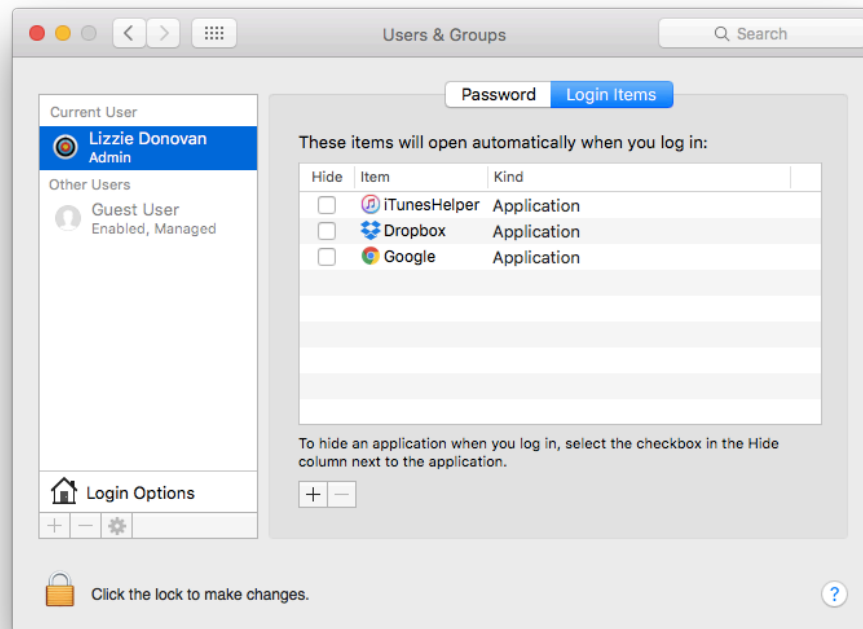 Users & Groups
Search
Current User
Lizzie Donovan
Admin
Other Users
Guest User
Enabled, Managed
Login Options
Password
Login Items
These items will open automatically when you log in:
Hide Item Kind
iTunesHelper Application
Dropbox Application
Google Application
To hide an application when you log in, select the checkbox in the Hide
column next to the application.
+ −
+ −
Click the lock to make changes.
?